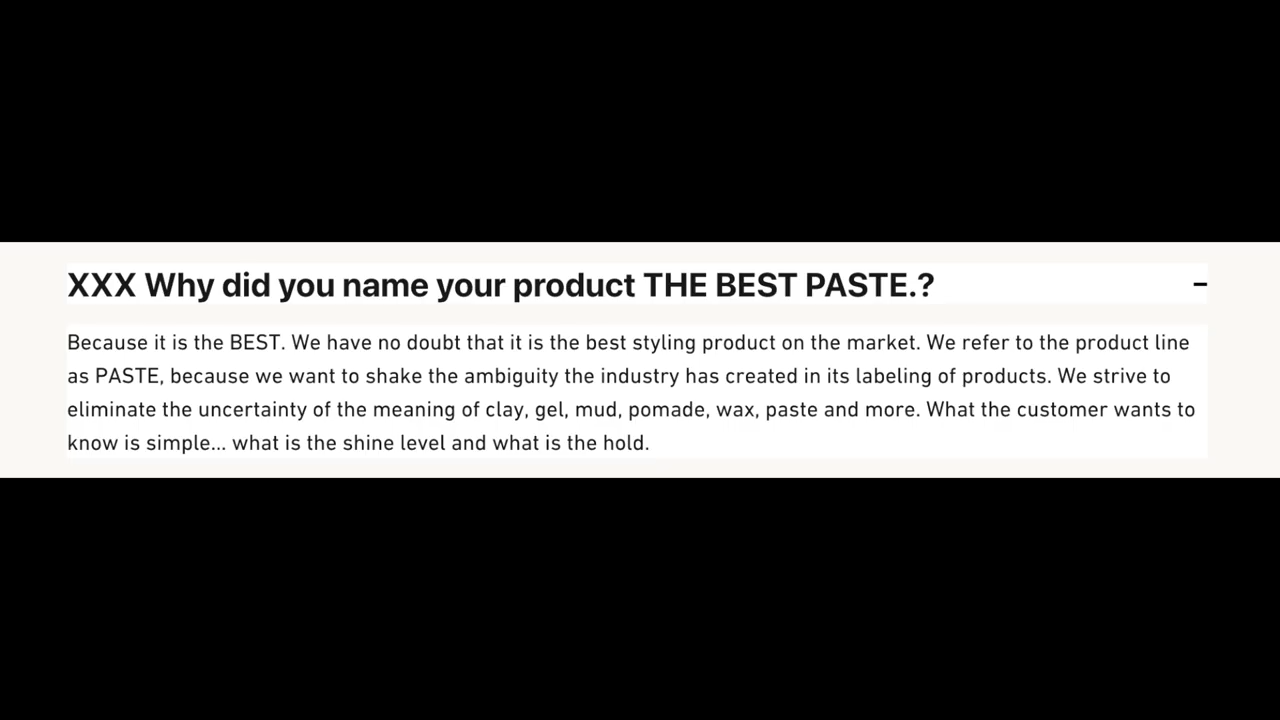 XXX Why did you name your product THE BEST PASTE.? –
Because it is the BEST. We have no doubt that it is the best styling product on the market. We refer to the product line
as PASTE, because we want to shake the ambiguity the industry has created in its labeling of products. We strive to
eliminate the uncertainty of the meaning of clay, gel, mud, pomade, wax, paste and more. What the customer wants to
know is simple... what is the shine level and what is the hold.